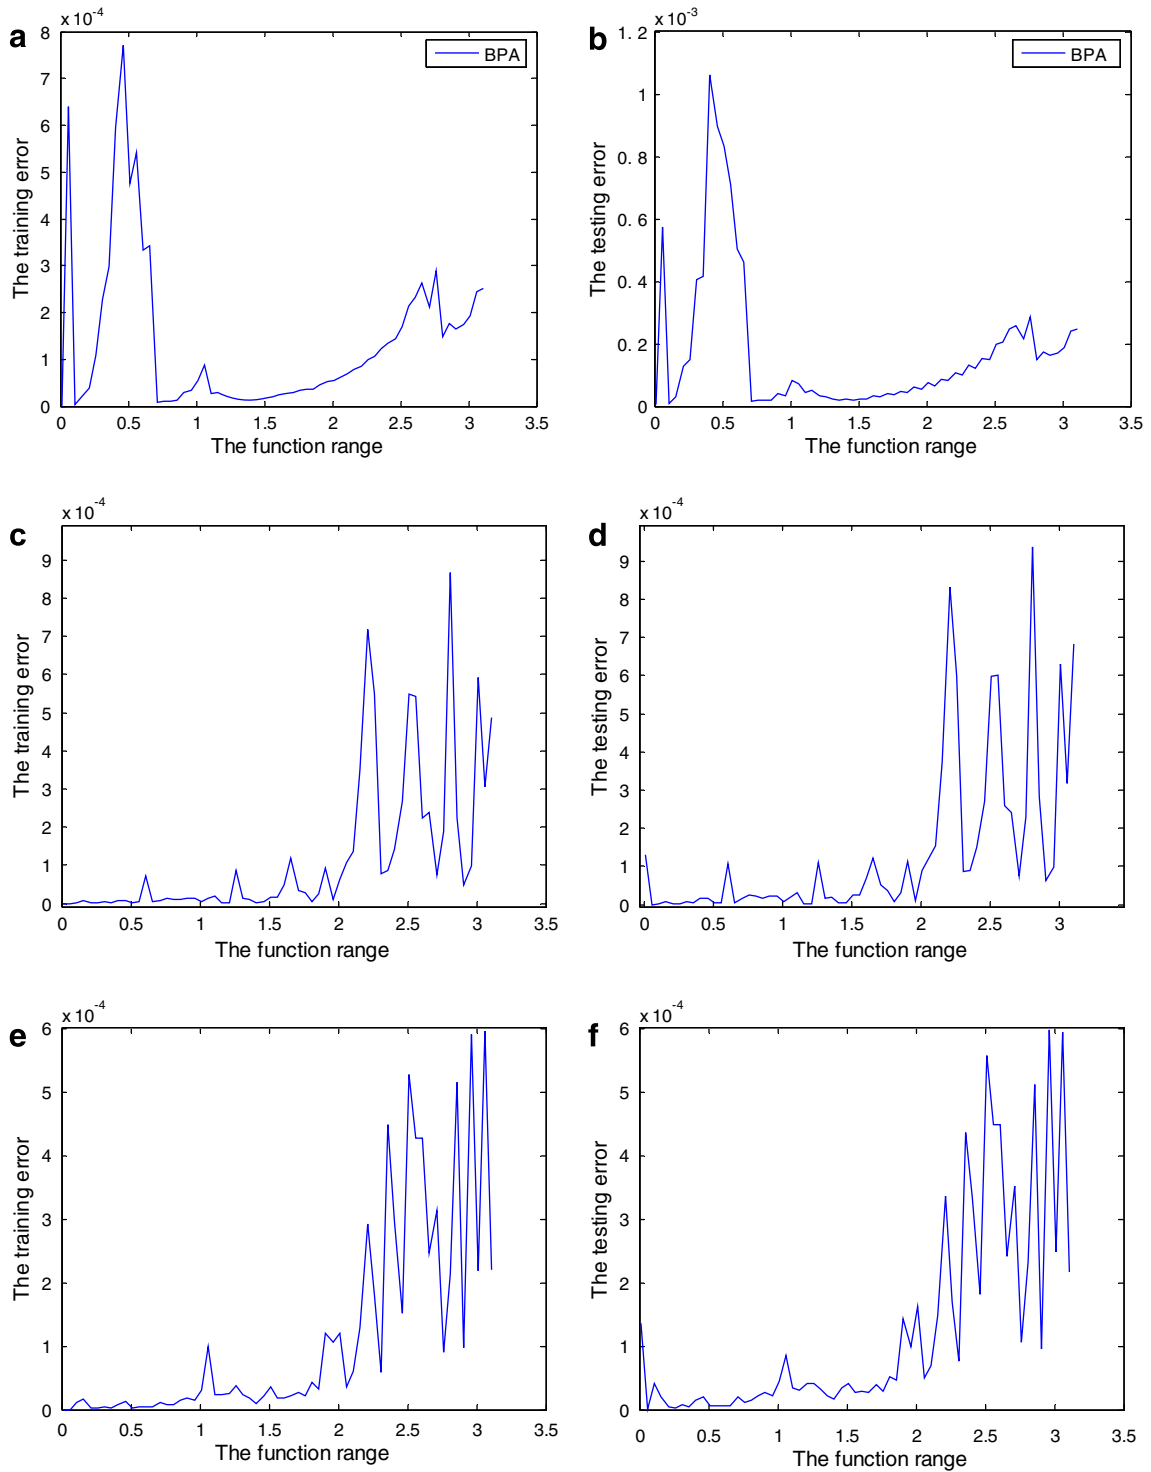 a
x 10-4
8
7
6
5
4
3
2
1
0
The training error
BPA
0 0.5 1 1.5 2 2.5 3 3.5
The function range
b
x 10-3
1. 2
1
0. 8
0. 6
0. 4
0. 2
0
The testing error
BPA
0 0.5 1 1.5 2 2.5 3 3.5
The function range
c
x 10-4
9
8
7
6
5
4
3
2
1
0
The training error
0 0.5 1 1.5 2 2.5 3 3.5
The function range
d
x 10-4
9
8
7
6
5
4
3
2
1
0
The testing error
0 0.5 1 1.5 2 2.5 3
The function range
e
x 10-4
6
5
4
3
2
1
0
The training error
0 0.5 1 1.5 2 2.5 3 3.5
The function range
f
x 10-4
6
5
4
3
2
1
0
The testing error
0 0.5 1 1.5 2 2.5 3 3.5
The function range